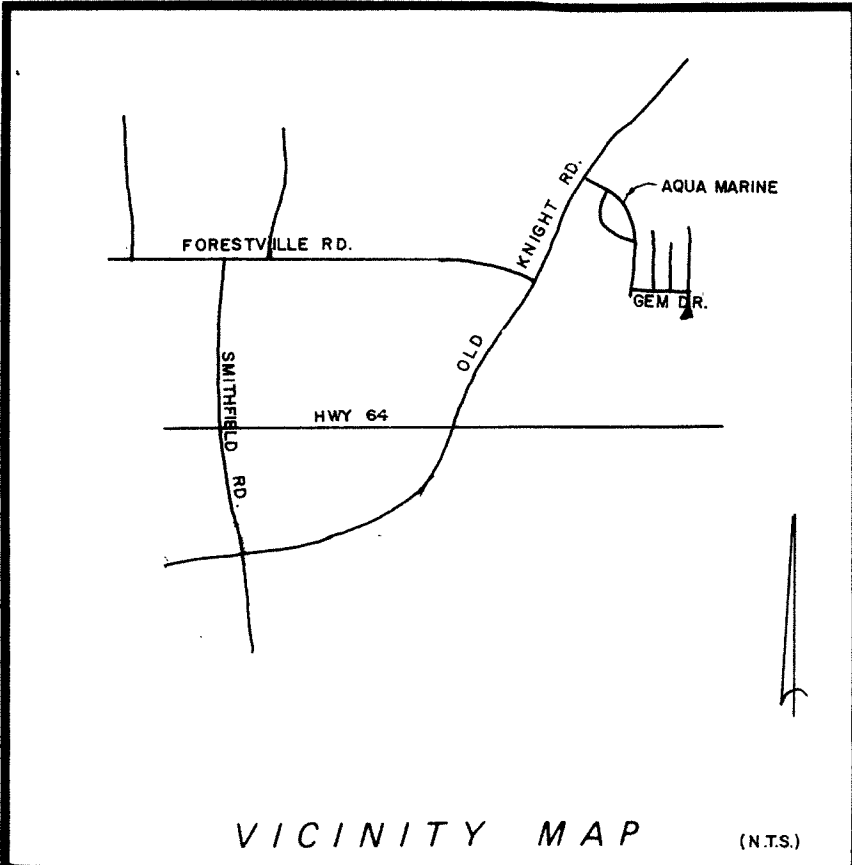 AQUA MARINE
FORESTVILLE RD.
OLD KNIGHT RD.
GEM DR.
SMITHFIELD RD.
HWY 64
VICINITY MAP
(N.T.S.)